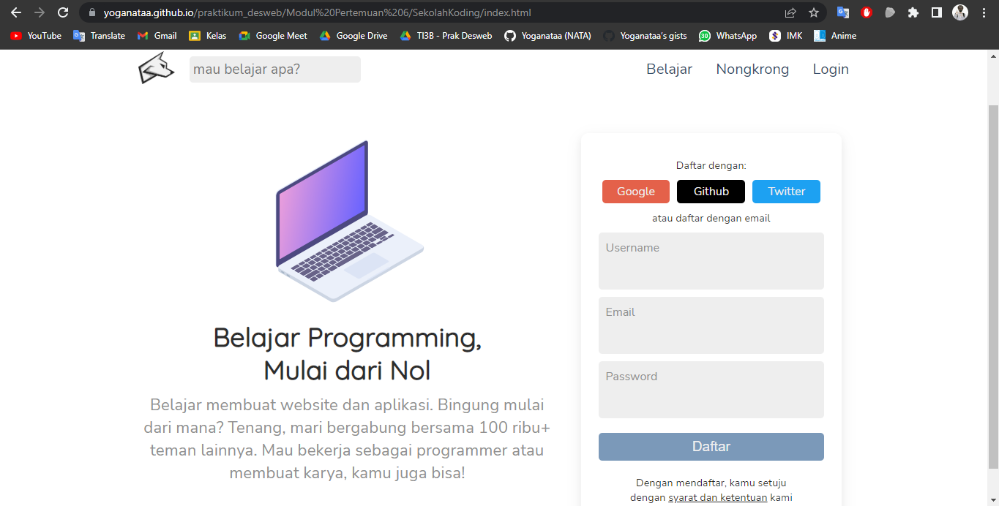 yoganataa.github.io/praktikum_desweb/Modul%20Pertemuan%206/SekolahKoding/index.html
YouTube Translate Gmail Kelas Google Meet Google Drive TI3B - Prak Desweb Yoganataa (NATA) Yoganataa's gists 30 WhatsApp IMK Anime
mau belajar apa? Belajar Nongkrong Login
Belajar Programming,
Mulai dari Nol
Belajar membuat website dan aplikasi. Bingung mulai
dari mana? Tenang, mari bergabung bersama 100 ribu+
teman lainnya. Mau bekerja sebagai programmer atau
membuat karya, kamu juga bisa!
Daftar dengan:
Google Github Twitter
atau daftar dengan email
Username
Email
Password
Daftar
Dengan mendaftar, kamu setuju
dengan syarat dan ketentuan kami